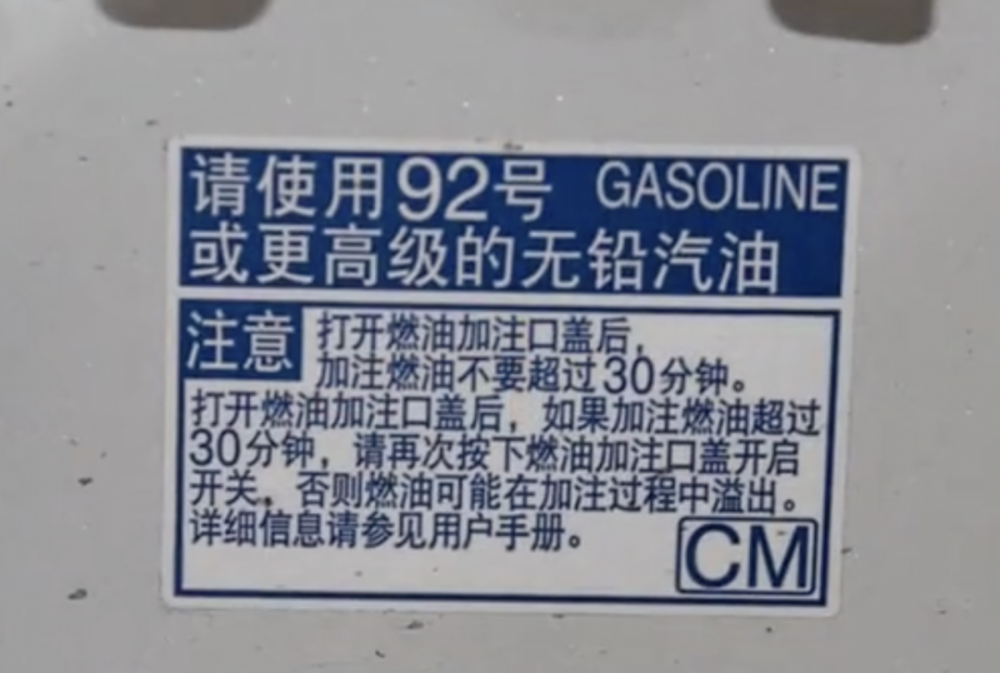 请使用92号 GASOLINE
或更高级的无铅汽油
注意
打开燃油加注口盖后,
加注燃油不要超过30分钟。
打开燃油加注口盖后，如果加注燃油超过
30分钟，请再次按下燃油加注口盖开启
开关，否则燃油可能在加注过程中溢出。
详细信息请参见用户手册。
CM